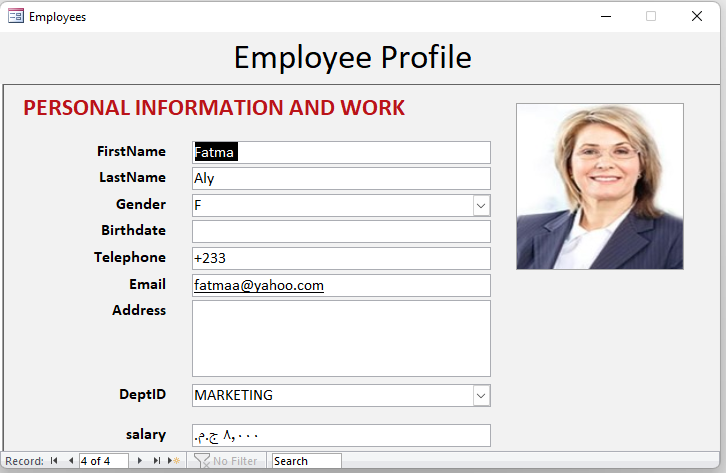 Employees
Employee Profile
PERSONAL INFORMATION AND WORK
FirstName Fatma
LastName Aly
Gender F
Birthdate
Telephone +233
Email fatmaa@yahoo.com
Address
DeptID MARKETING
salary ج.م.‏ ٨,٠٠٠
Record: 4 of 4 No Filter Search